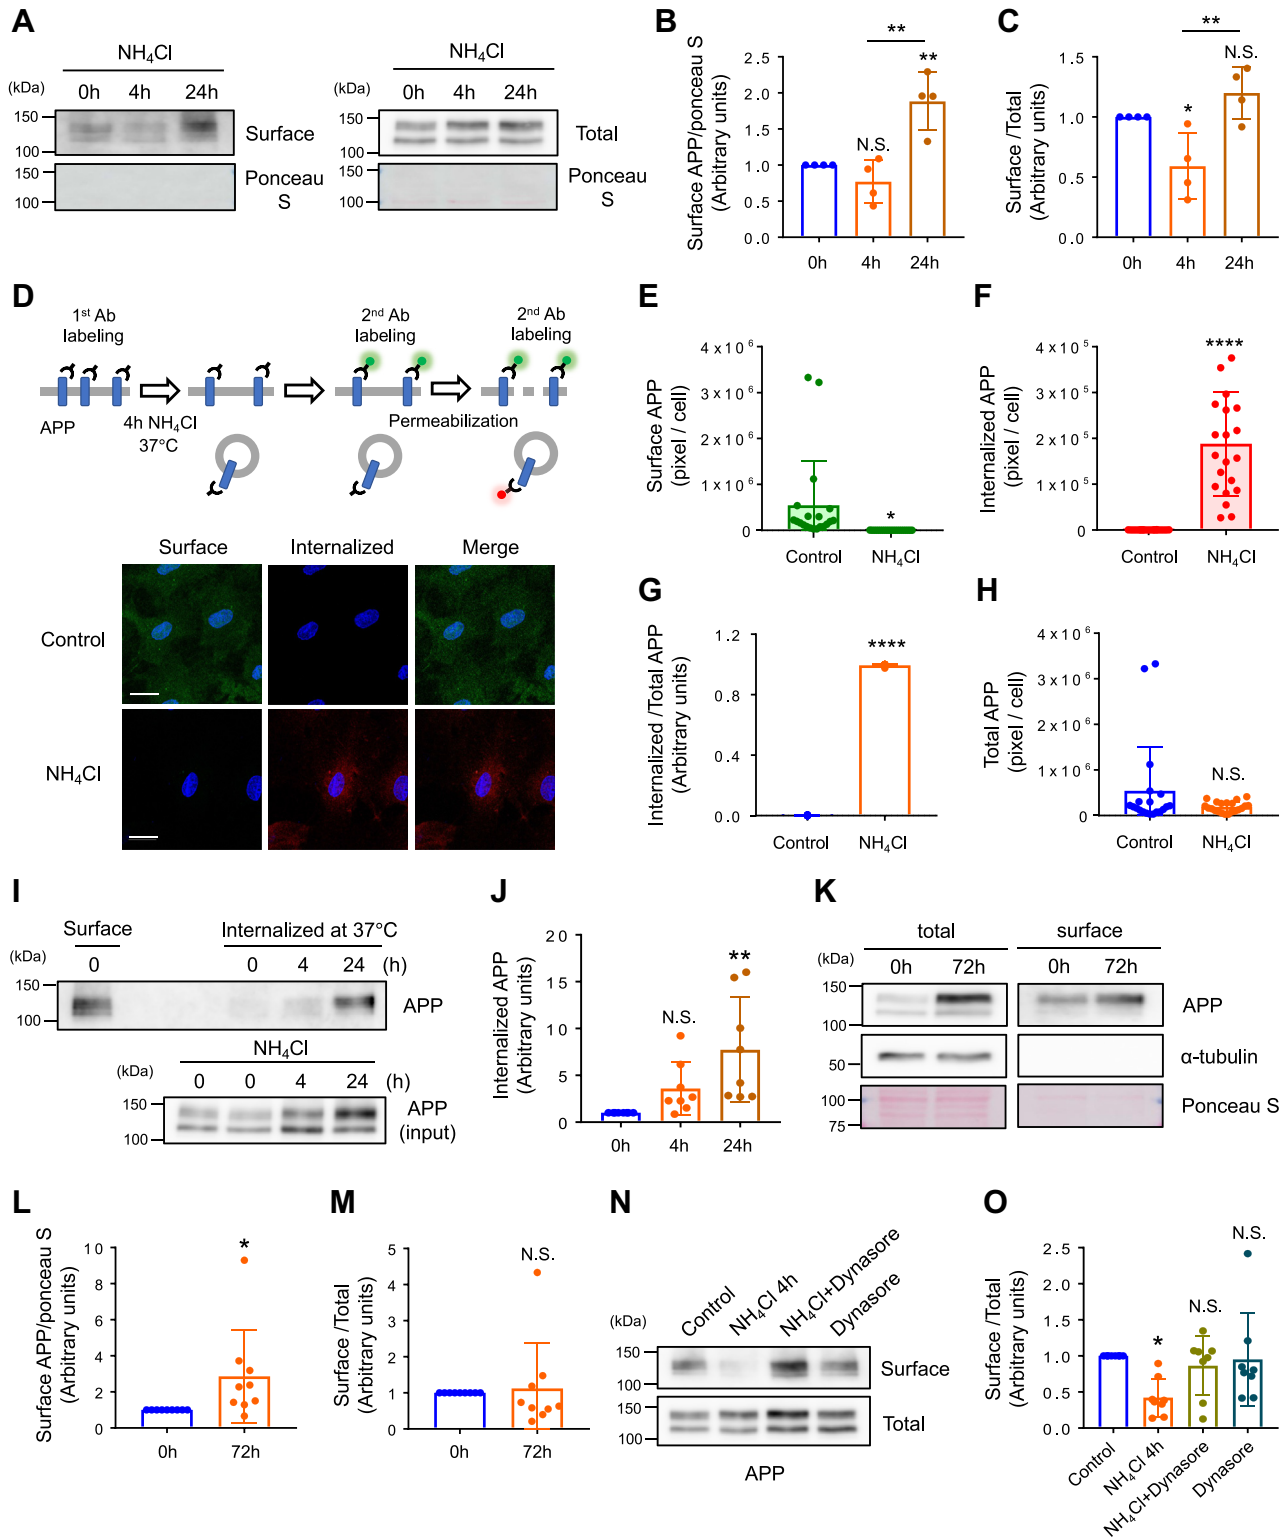 A
NH₄Cl
NH₄Cl
(kDa) 0h 4h 24h
(kDa) 0h 4h 24h
150
100
Surface
150
100
Total
150
100
Ponceau
S
150
100
Ponceau
S
B
Surface APP/ponceau S
(Arbitrary units)
**
**
N.S.
2.5
2.0
1.5
1.0
0.5
0.0
0h 4h 24h
C
Surface /Total
(Arbitrary units)
**
N.S.
*
1.5
1.0
0.5
0.0
0h 4h 24h
D
1st Ab
labeling
2nd Ab
labeling
2nd Ab
labeling
APP
4h NH₄Cl
37°C
Permeabilization
Surface Internalized Merge
Control
NH₄Cl
E
Surface APP
(pixel / cell)
4 x 10 ⁶
3 x 10 ⁶
2 x 10 ⁶
1 x 10 ⁶
0
*
Control NH₄Cl
F
Internalized APP
(pixel / cell)
4 x 10 ⁵
3 x 10 ⁵
2 x 10 ⁵
1 x 10 ⁵
0
****
Control NH₄Cl
G
Internalized /Total APP
(Arbitrary units)
1.2
0.8
0.4
0.0
****
Control NH₄Cl
H
Total APP
(pixel / cell)
4 x 10 ⁶
3 x 10 ⁶
2 x 10 ⁶
1 x 10 ⁶
0
N.S.
Control NH₄Cl
I
Surface Internalized at 37°C
(kDa) 0 0 4 24 (h)
150
100
APP
NH₄Cl
(kDa) 0 0 4 24 (h)
150
100
APP
(input)
J
Internalized APP
(Arbitrary units)
20
15
10
5
0
N.S.
**
0h 4h 24h
K
total surface
(kDa) 0h 72h 0h 72h
150
100
APP
50
α-tubulin
100
75
Ponceau S
L
Surface APP/ponceau S
(Arbitrary units)
10
8
6
4
2
0
*
0h 72h
M
Surface /Total
(Arbitrary units)
5
4
3
2
1
0
N.S.
0h 72h
N
(kDa) Control NH₄Cl 4h NH₄Cl+Dynasore Dynasore
150
100
Surface
150
100
Total
APP
O
Surface /Total
(Arbitrary units)
2.5
2.0
1.5
1.0
0.5
0.0
*
N.S.
N.S.
Control NH₄Cl 4h NH₄Cl+Dynasore Dynasore